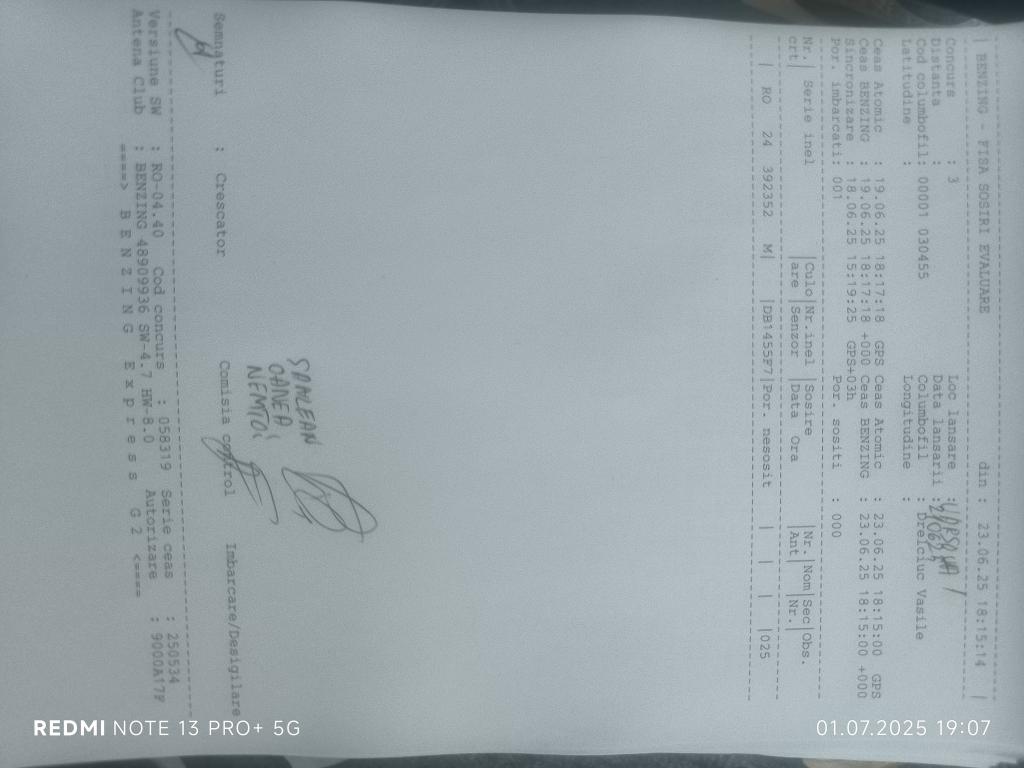 | BENZING - FISA SOSIRI EVALUARE din : 23.06.25 18:15:14 |
Concurs : 3 Loc lansare :
Distanta : Data lansarii :
Cod columbofil: 00001 030455 Columbofil : Dreiciuc Vasile
Latitudine : Longitudine :
Ceas Atomic : 19.06.25 18:17:18 GPS Ceas Atomic : 23.06.25 18:15:00 GPS
Ceas BENZING : 19.06.25 18:17:18 +000 Ceas BENZING : 23.06.25 18:15:00 +000
Sincronizare : 18.06.25 15:19:25 GPS+03h
Por. imbarcati: 001 Por. sositi : 000
Nr.| Serie inel |Culo|Nr.inel |Sosire |Nr. |Nom|Sec|Obs.
crt| |are |Senzor |Data Ora |Ant | |Nr.|
| RO 24 392352 M| |DB1455F7|Por. nesosit | | | |025
SPALEAN
OANEA
NEMTOI
Semnaturi : Crescator Comisia control Imbarcare/Desigilare
Versiune SW : RO-04.40 Cod concurs : 058319 Serie ceas : 250534
Antena Club : BENZING 48909936 SW-4.7 HW-8.0 Autorizare : 9000A17F
====> B E N Z I N G E x p r e s s G 2 <====
REDMI NOTE 13 PRO+ 5G
01.07.2025 19:07